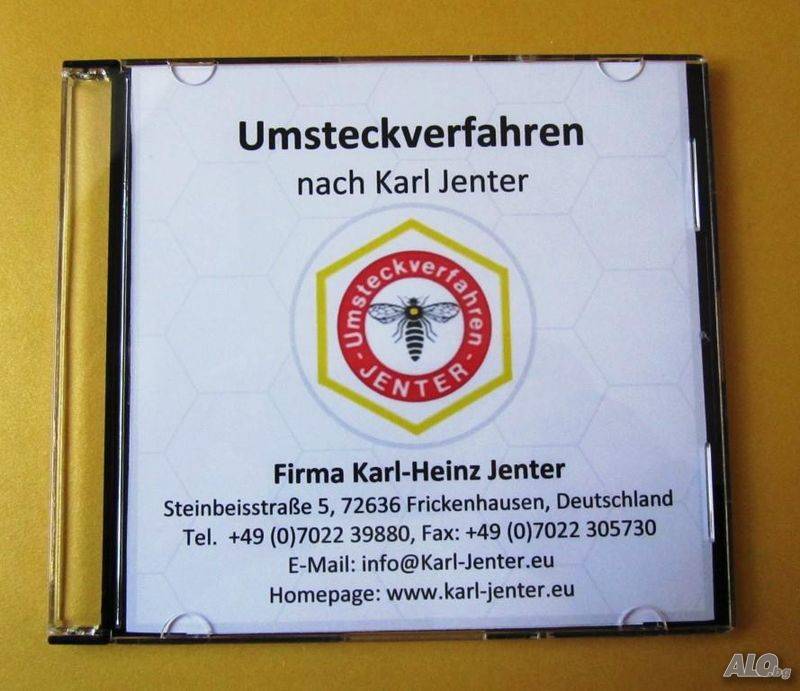 Umsteckverfahren
nach Karl Jenter
Umsteckverfahren
- JENTER -
Firma Karl-Heinz Jenter
Steinbeisstraße 5, 72636 Frickenhausen, Deutschland
Tel. +49 (0)7022 39880, Fax: +49 (0)7022 305730
E-Mail: info@Karl-Jenter.eu
Homepage: www.karl-jenter.eu
ALO.bg